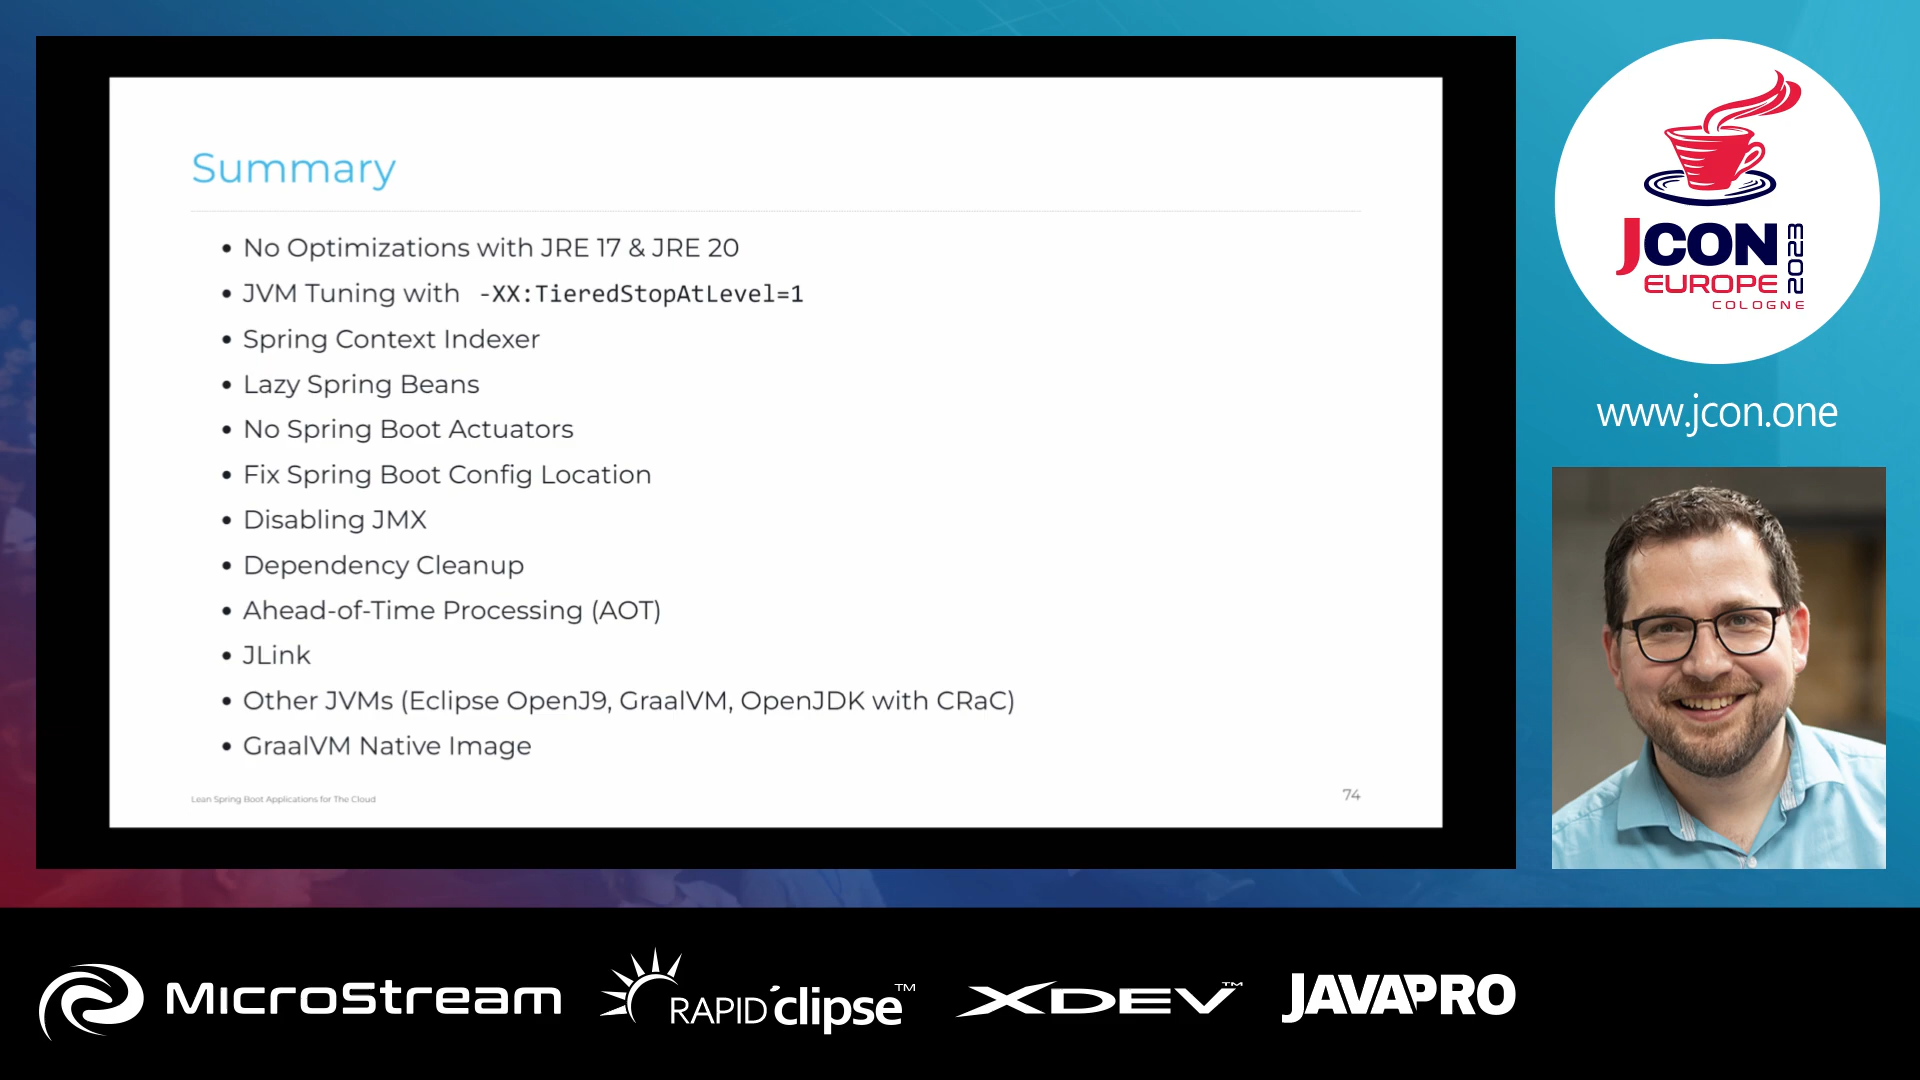 Summary
No Optimizations with JRE 17 & JRE 20
JVM Tuning with -XX:TieredStopAtLevel=1
Spring Context Indexer
Lazy Spring Beans
No Spring Boot Actuators
Fix Spring Boot Config Location
Disabling JMX
Dependency Cleanup
Ahead-of-Time Processing (AOT)
JLink
Other JVMs (Eclipse OpenJ9, GraalVM, OpenJDK with CRaC)
GraalVM Native Image
Lean Spring Boot Applications for The Cloud
74
JCON
2023
EUROPE
COLOGNE
www.jcon.one
MicroStream
RAPIDclipse™
XDEV™
JAVAPRO